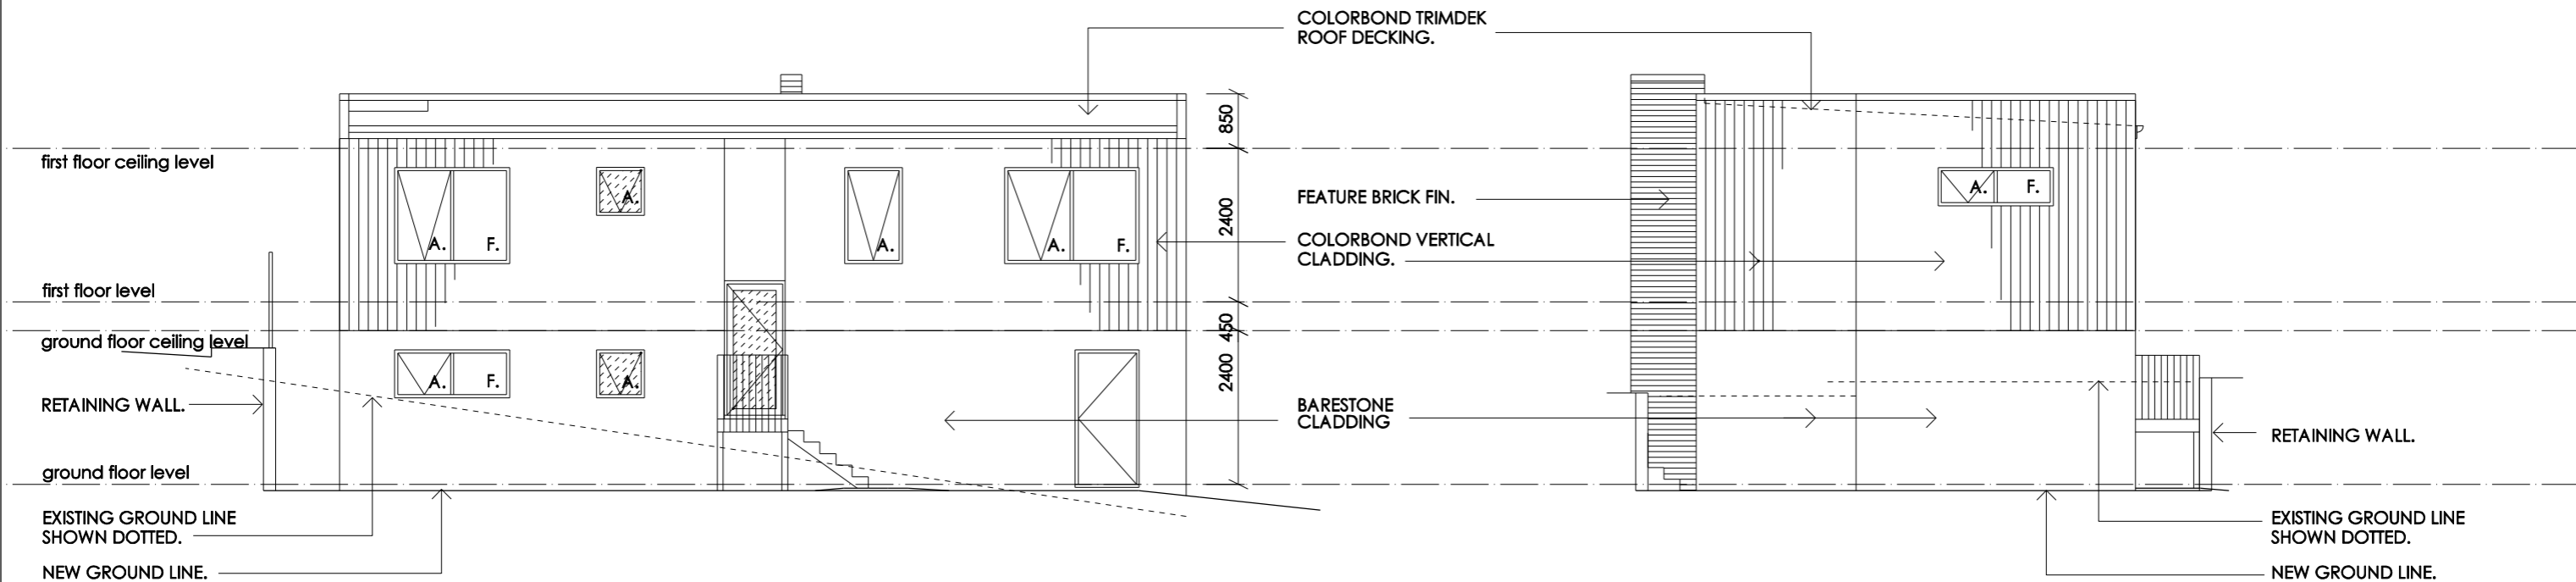 COLORBOND TRIMDEK
ROOF DECKING.
850
first floor ceiling level
A.
A. F.
FEATURE BRICK FIN.
2400
COLORBOND VERTICAL
CLADDING.
A. F.
A.
A. F.
first floor level
450
ground floor ceiling level
2400
A. F.
A.
RETAINING WALL.
BARESTONE
CLADDING
RETAINING WALL.
ground floor level
EXISTING GROUND LINE
SHOWN DOTTED.
EXISTING GROUND LINE
SHOWN DOTTED.
NEW GROUND LINE.
NEW GROUND LINE.